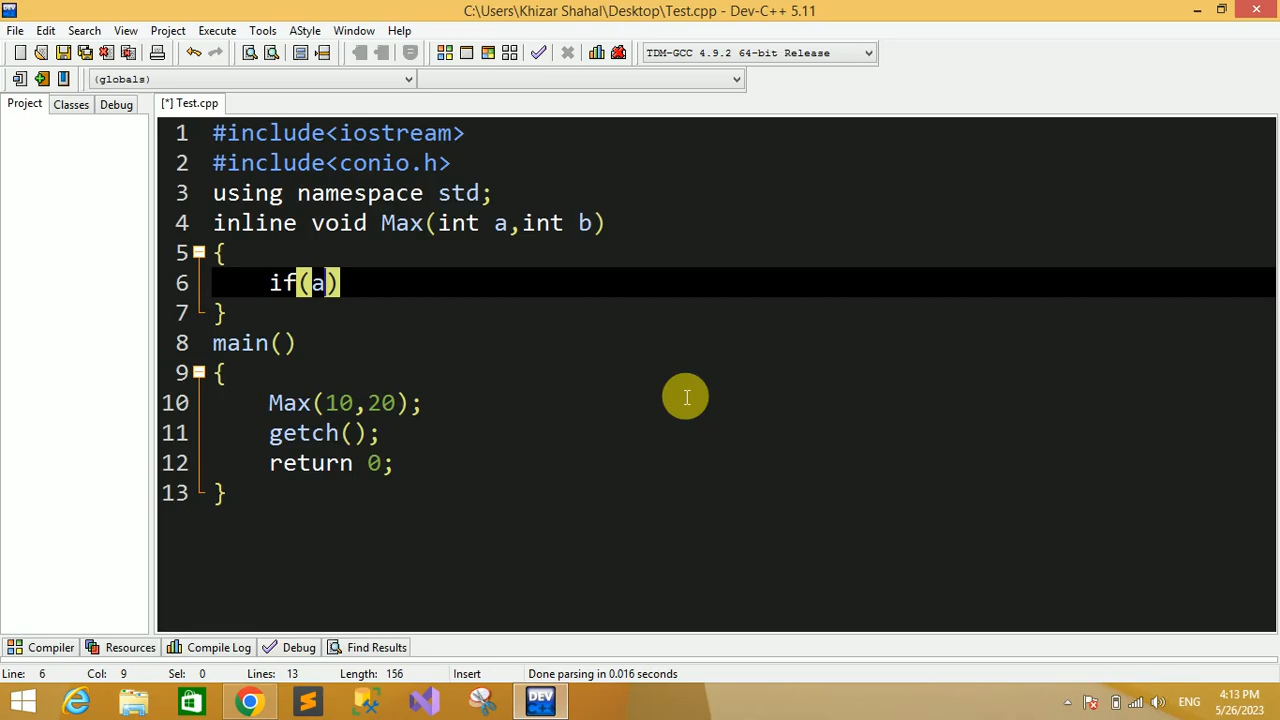 C:\Users\Khizar Shahal\Desktop\Test.cpp - Dev-C++ 5.11
File Edit Search View Project Execute Tools AStyle Window Help
TDM-GCC 4.9.2 64-bit Release
(globals)
Project Classes Debug [*] Test.cpp
1 #include<iostream>
2 #include<conio.h>
3 using namespace std;
4 inline void Max(int a,int b)
5 {
6 if(a)
7 }
8 main()
9 {
10 Max(10,20);
11 getch();
12 return 0;
13 }
Compiler Resources Compile Log Debug Find Results
Line: 6 Col: 9 Sel: 0 Lines: 13 Length: 156 Insert Done parsing in 0.016 seconds
DEV
ENG
4:13 PM
5/26/2023